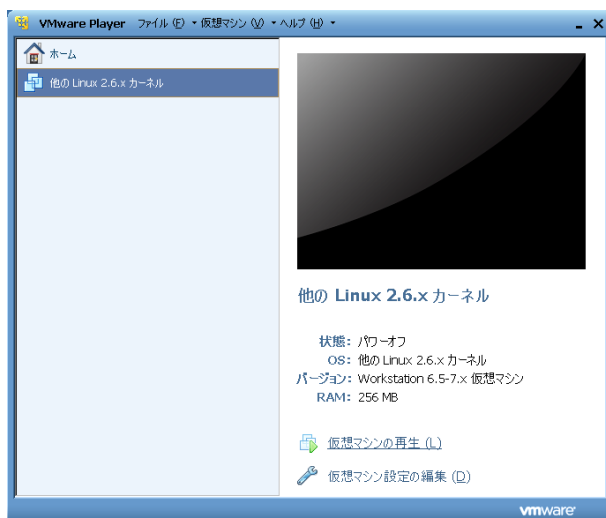 VMware Player ファイル (F) 仮想マシン (V) ヘルプ (H)
ホーム
他の Linux 2.6.x カーネル
他の Linux 2.6.x カーネル
状態: パワーオフ
OS: 他の Linux 2.6.x カーネル
バージョン: Workstation 6.5-7.x 仮想マシン
RAM: 256 MB
仮想マシンの再生 (L)
仮想マシン設定の編集 (D)
vmware